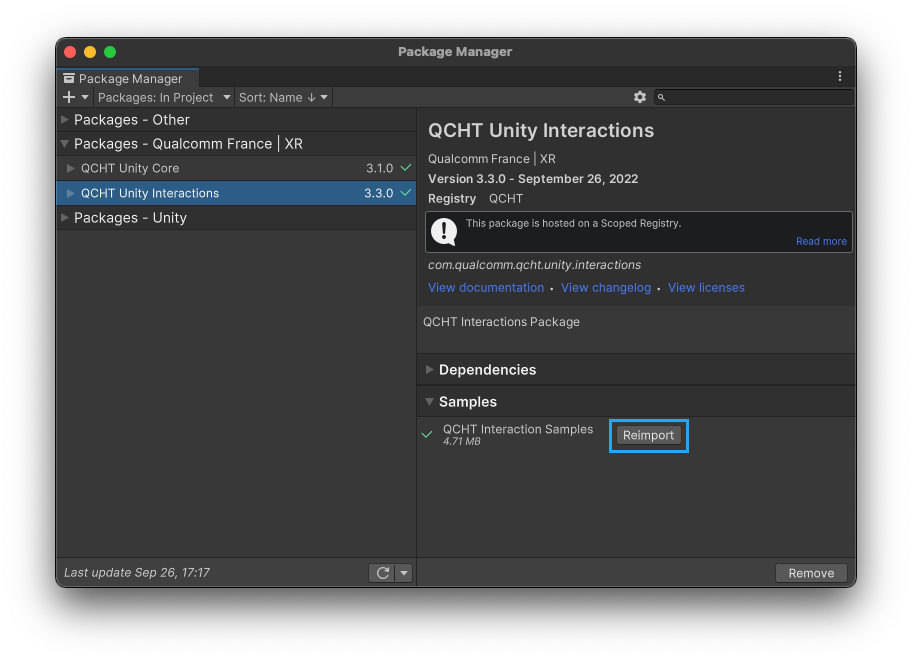 Package Manager
Package Manager
Packages: In Project
Sort: Name ↓
Packages - Other
Packages - Qualcomm France | XR
QCHT Unity Core 3.1.0
QCHT Unity Interactions 3.3.0
Packages - Unity
Last update Sep 26, 17:17
QCHT Unity Interactions
Qualcomm France | XR
Version 3.3.0 - September 26, 2022
Registry QCHT
This package is hosted on a Scoped Registry.
Read more
com.qualcomm.qcht.unity.interactions
View documentation • View changelog • View licenses
QCHT Interactions Package
Dependencies
Samples
QCHT Interaction Samples Reimport
4.71 MB
Remove